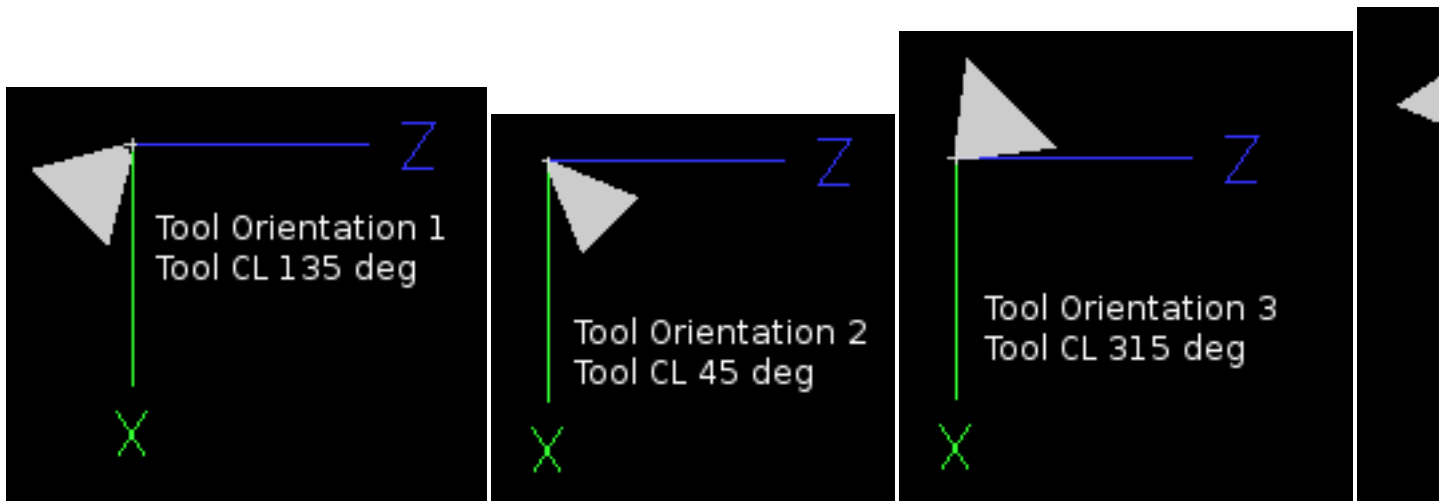 Z
Tool Orientation 1
Tool CL 135 deg
X
Z
Tool Orientation 2
Tool CL 45 deg
X
Z
Tool Orientation 3
Tool CL 315 deg
X